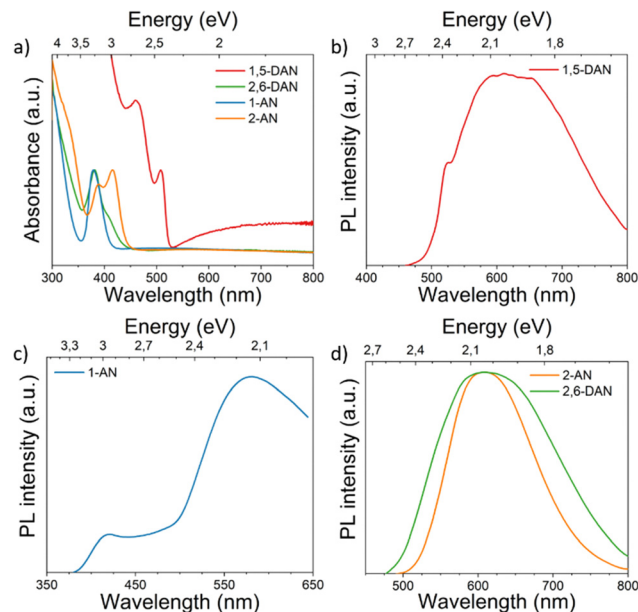 Energy (eV)
4 3,5 3 2,5 2
a)
1,5-DAN
2,6-DAN
1-AN
2-AN
Absorbance (a.u.)
300 400 500 600 700 800
Wavelength (nm)
Energy (eV)
3 2,7 2,4 2,1 1,8
b)
1,5-DAN
PL intensity (a.u.)
400 500 600 700 800
Wavelength (nm)
Energy (eV)
3,3 3 2,7 2,4 2,1
c)
1-AN
PL intensity (a.u.)
350 450 550 650
Wavelength (nm)
Energy (eV)
2,7 2,4 2,1 1,8
d)
2-AN
2,6-DAN
PL intensity (a.u.)
500 600 700 800
Wavelength (nm)